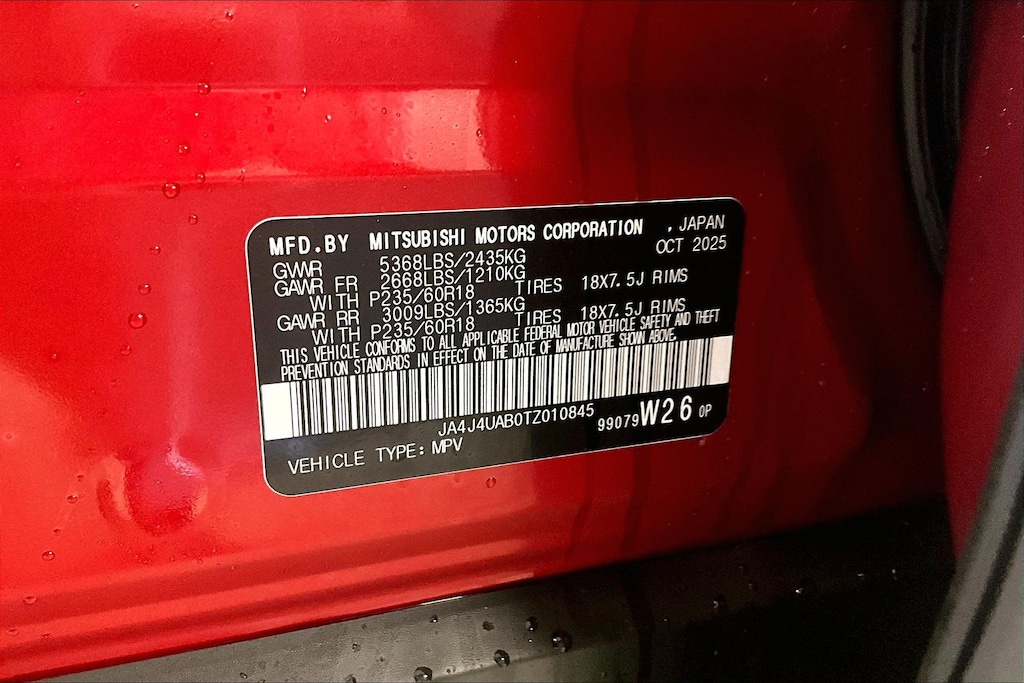 MFD.BY MITSUBISHI MOTORS CORPORATION , JAPAN
OCT 2025
GVWR 5368LBS/2435KG
GAWR FR 2668LBS/1210KG
WITH P235/60R18 TIRES 18X7.5J RIMS
GAWR RR 3009LBS/1365KG
WITH P235/60R18 TIRES 18X7.5J RIMS
THIS VEHICLE CONFORMS TO ALL APPLICABLE FEDERAL MOTOR VEHICLE SAFETY AND THEFT
PREVENTION STANDARDS IN EFFECT ON THE DATE OF MANUFACTURE SHOWN ABOVE.
JA4J4UAB0TZ010845 99079 W26 0P
VEHICLE TYPE: MPV